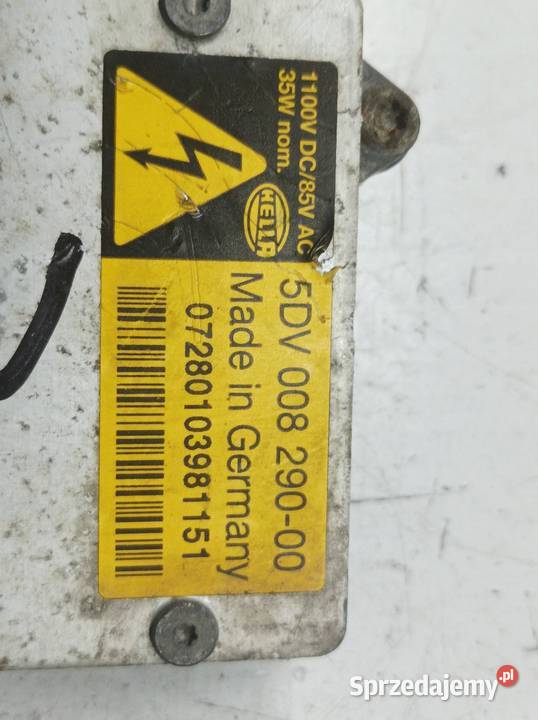 1100V DC/85V AC
35W nom.
HELLA
5DV 008 290-00
Made in Germany
07280103981151
Sprzedajemy.pl